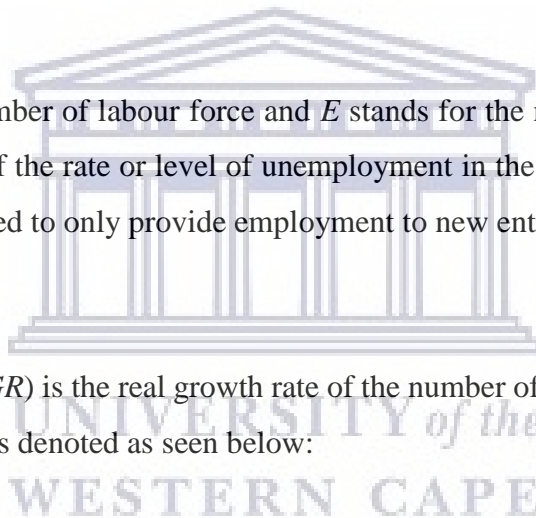 mber of labour force and E stands for the
f the rate or level of unemployment in the
ed to only provide employment to new ent
GR) is the real growth rate of the number of
s denoted as seen below:
UNIVERSITY of the
WESTERN CAPE